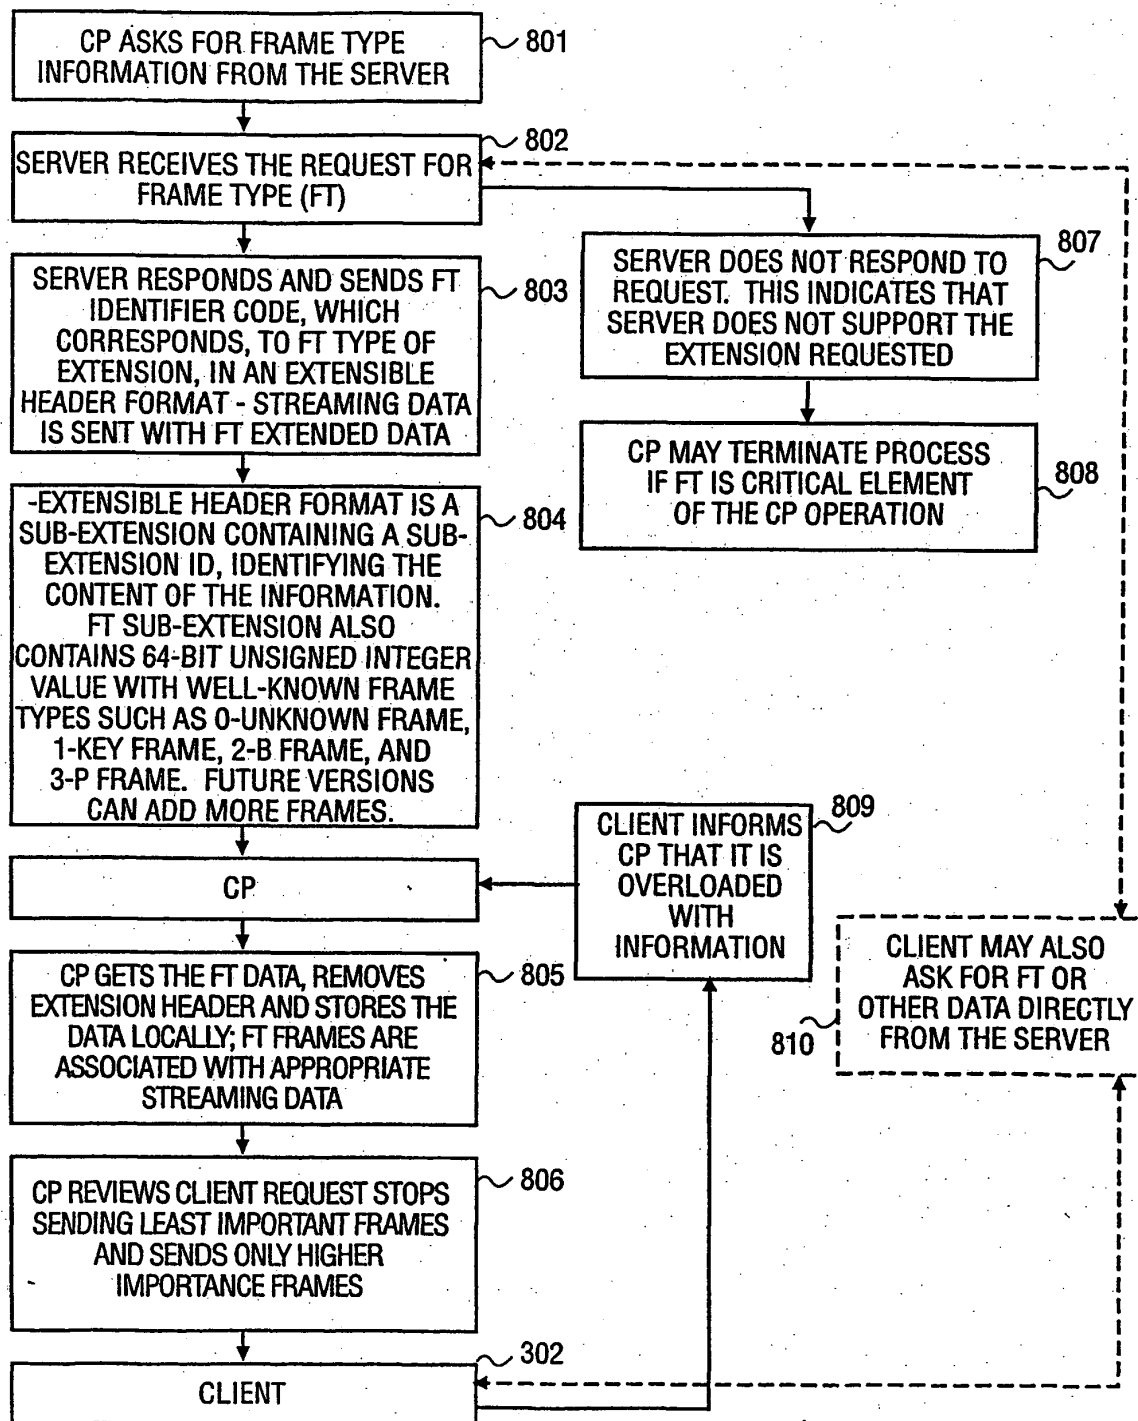 CP ASKS FOR FRAME TYPE
INFORMATION FROM THE SERVER
801
802
SERVER RECEIVES THE REQUEST FOR
FRAME TYPE (FT)
SERVER RESPONDS AND SENDS FT
IDENTIFIER CODE, WHICH
CORRESPONDS, TO FT TYPE OF
EXTENSION, IN AN EXTENSIBLE
HEADER FORMAT - STREAMING DATA
IS SENT WITH FT EXTENDED DATA
803
SERVER DOES NOT RESPOND TO
REQUEST. THIS INDICATES THAT
SERVER DOES NOT SUPPORT THE
EXTENSION REQUESTED
807
CP MAY TERMINATE PROCESS
IF FT IS CRITICAL ELEMENT
OF THE CP OPERATION
808
-EXTENSIBLE HEADER FORMAT IS A
SUB-EXTENSION CONTAINING A SUB-
EXTENSION ID, IDENTIFYING THE
CONTENT OF THE INFORMATION.
FT SUB-EXTENSION ALSO
CONTAINS 64-BIT UNSIGNED INTEGER
VALUE WITH WELL-KNOWN FRAME
TYPES SUCH AS 0-UNKNOWN FRAME,
1-KEY FRAME, 2-B FRAME, AND
3-P FRAME. FUTURE VERSIONS
CAN ADD MORE FRAMES.
804
CP
CLIENT INFORMS
CP THAT IT IS
OVERLOADED
WITH
INFORMATION
809
CLIENT MAY ALSO
ASK FOR FT OR
OTHER DATA DIRECTLY
FROM THE SERVER
810
CP GETS THE FT DATA, REMOVES
EXTENSION HEADER AND STORES THE
DATA LOCALLY; FT FRAMES ARE
ASSOCIATED WITH APPROPRIATE
STREAMING DATA
805
CP REVIEWS CLIENT REQUEST STOPS
SENDING LEAST IMPORTANT FRAMES
AND SENDS ONLY HIGHER
IMPORTANCE FRAMES
806
302
CLIENT